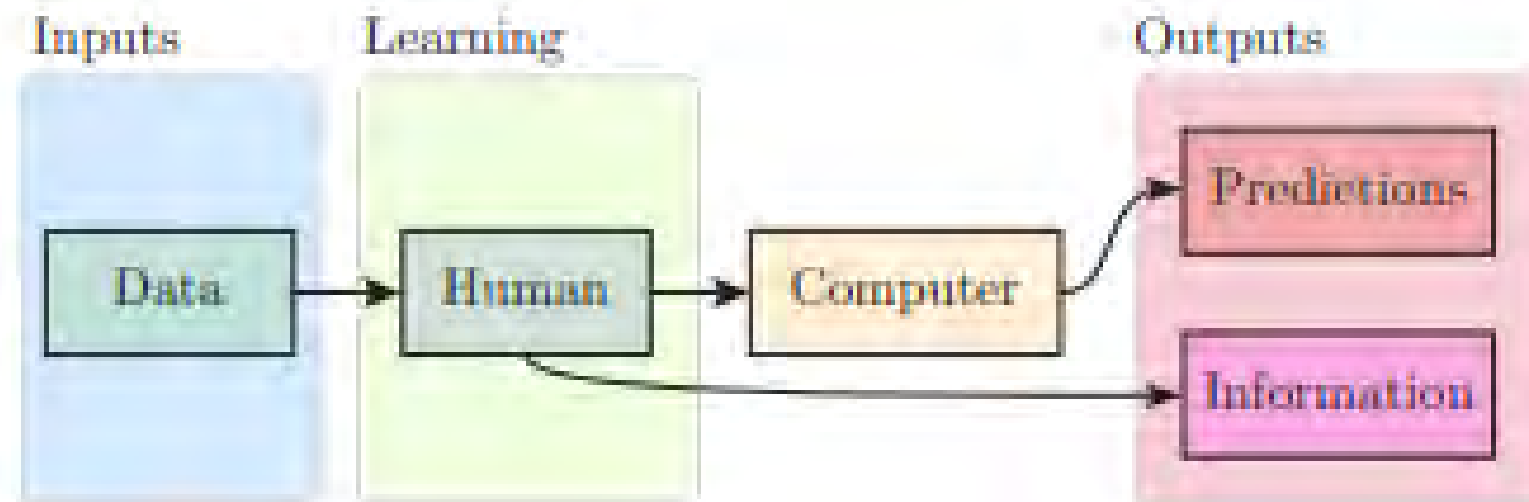 Inputs
Learning
Outputs
Predictions
Data
Human
Computer
Information